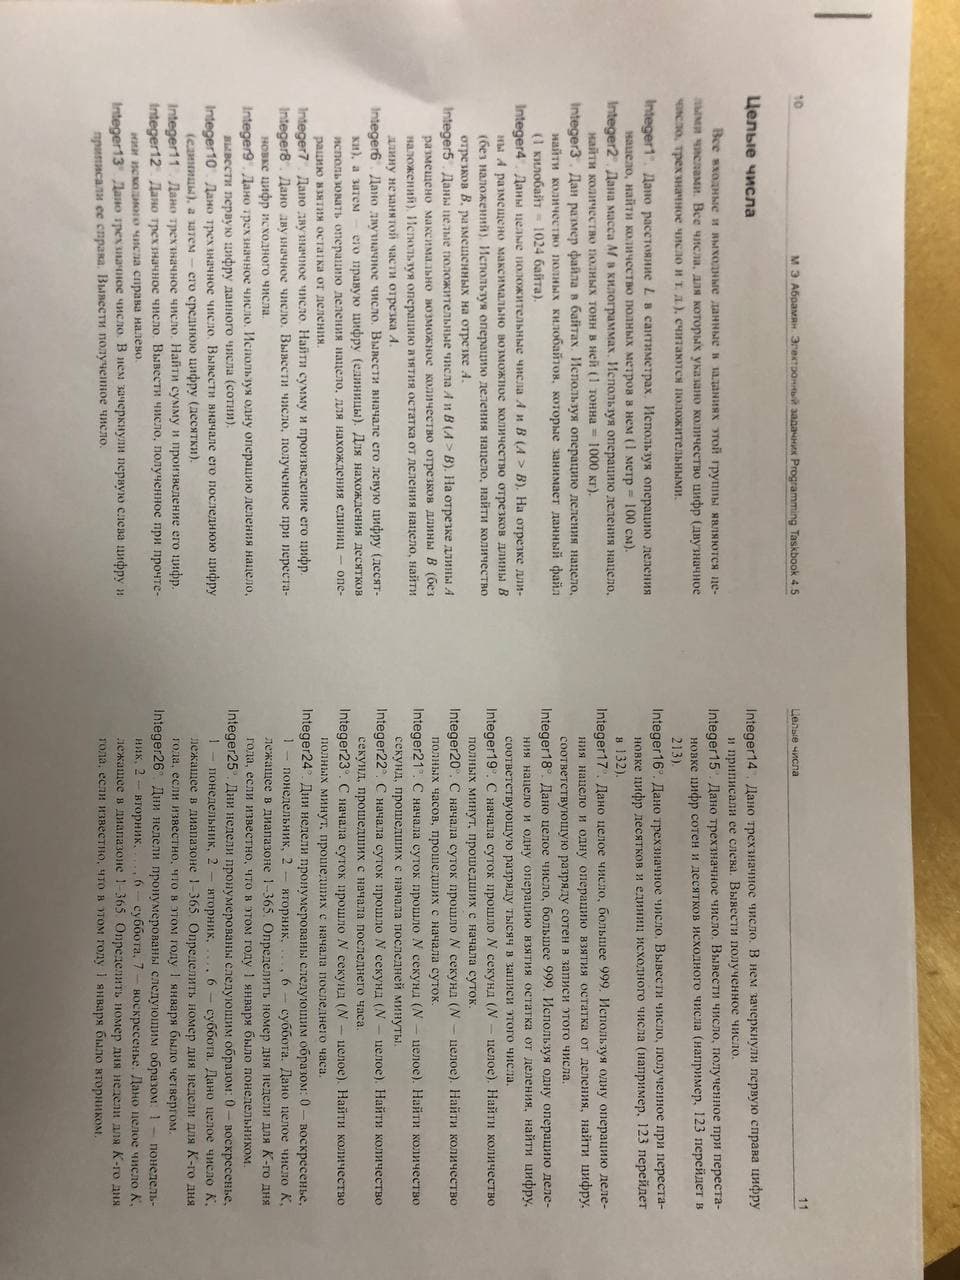 10 М Э Абрамян. Электронный задачник Programming Taskbook 4.5
Целые числа
Все входные и выходные данные в заданиях этой группы являются це-
лыми числами. Все числа, для которых указано количество цифр (двузначное
число, трехзначное число и т. д.), считаются положительными.
Integer1°. Дано расстояние L в сантиметрах. Используя операцию деления
нацело, найти количество полных метров в нем (1 метр = 100 см).
Integer2. Дана масса M в килограммах. Используя операцию деления нацело,
найти количество полных тонн в ней (1 тонна = 1000 кг).
Integer3. Дан размер файла в байтах. Используя операцию деления нацело,
найти количество полных килобайтов, которые занимает данный файл
(1 килобайт = 1024 байта).
Integer4. Даны целые положительные числа A и B (A > B). На отрезке дли-
ны A размещено максимально возможное количество отрезков длины B
(без наложений). Используя операцию деления нацело, найти количество
отрезков B, размещенных на отрезке A.
Integer5. Даны целые положительные числа A и B (A > B). На отрезке длины A
размещено максимально возможное количество отрезков длины B (без
наложений). Используя операцию взятия остатка от деления нацело, найти
длину незанятой части отрезка A.
Integer6°. Дано двузначное число. Вывести вначале его левую цифру (десят-
ки), а затем — его правую цифру (единицы). Для нахождения десятков
использовать операцию деления нацело, для нахождения единиц — опе-
рацию взятия остатка от деления.
Integer7. Дано двузначное число. Найти сумму и произведение его цифр.
Integer8°. Дано двузначное число. Вывести число, полученное при переста-
новке цифр исходного числа.
Integer9°. Дано трехзначное число. Используя одну операцию деления нацело,
вывести первую цифру данного числа (сотни).
Integer10. Дано трехзначное число. Вывести вначале его последнюю цифру
(единицы), а затем — его среднюю цифру (десятки).
Integer11. Дано трехзначное число. Найти сумму и произведение его цифр.
Integer12. Дано трехзначное число. Вывести число, полученное при прочте-
нии исходного числа справа налево.
Integer13°. Дано трехзначное число. В нем зачеркнули первую слева цифру и
приписали ее справа. Вывести полученное число.
Целые числа 11
Integer14. Дано трехзначное число. В нем зачеркнули первую справа цифру
и приписали ее слева. Вывести полученное число.
Integer15. Дано трехзначное число. Вывести число, полученное при переста-
новке цифр сотен и десятков исходного числа (например, 123 перейдет в
213).
Integer16°. Дано трехзначное число. Вывести число, полученное при переста-
новке цифр десятков и единиц исходного числа (например, 123 перейдет
в 132).
Integer17°. Дано целое число, большее 999. Используя одну операцию деле-
ния нацело и одну операцию взятия остатка от деления, найти цифру,
соответствующую разряду сотен в записи этого числа.
Integer18°. Дано целое число, большее 999. Используя одну операцию деле-
ния нацело и одну операцию взятия остатка от деления, найти цифру,
соответствующую разряду тысяч в записи этого числа.
Integer19°. С начала суток прошло N секунд (N — целое). Найти количество
полных минут, прошедших с начала суток.
Integer20°. С начала суток прошло N секунд (N — целое). Найти количество
полных часов, прошедших с начала суток.
Integer21°. С начала суток прошло N секунд (N — целое). Найти количество
секунд, прошедших с начала последней минуты.
Integer22°. С начала суток прошло N секунд (N — целое). Найти количество
секунд, прошедших с начала последнего часа.
Integer23°. С начала суток прошло N секунд (N — целое). Найти количество
полных минут, прошедших с начала последнего часа.
Integer24°. Дни недели пронумерованы следующим образом: 0 — воскресенье,
1 — понедельник, 2 — вторник, ..., 6 — суббота. Дано целое число K,
лежащее в диапазоне 1–365. Определить номер дня недели для K-го дня
года, если известно, что в этом году 1 января было понедельником.
Integer25°. Дни недели пронумерованы следующим образом: 0 — воскресенье,
1 — понедельник, 2 — вторник, ..., 6 — суббота. Дано целое число K,
лежащее в диапазоне 1–365. Определить номер дня недели для K-го дня
года, если известно, что в этом году 1 января было четвергом.
Integer26°. Дни недели пронумерованы следующим образом: 1 — понедель-
ник, 2 — вторник, ..., 6 — суббота, 7 — воскресенье. Дано целое число K,
лежащее в диапазоне 1–365. Определить номер дня недели для K-го дня
года, если известно, что в этом году 1 января было вторником.